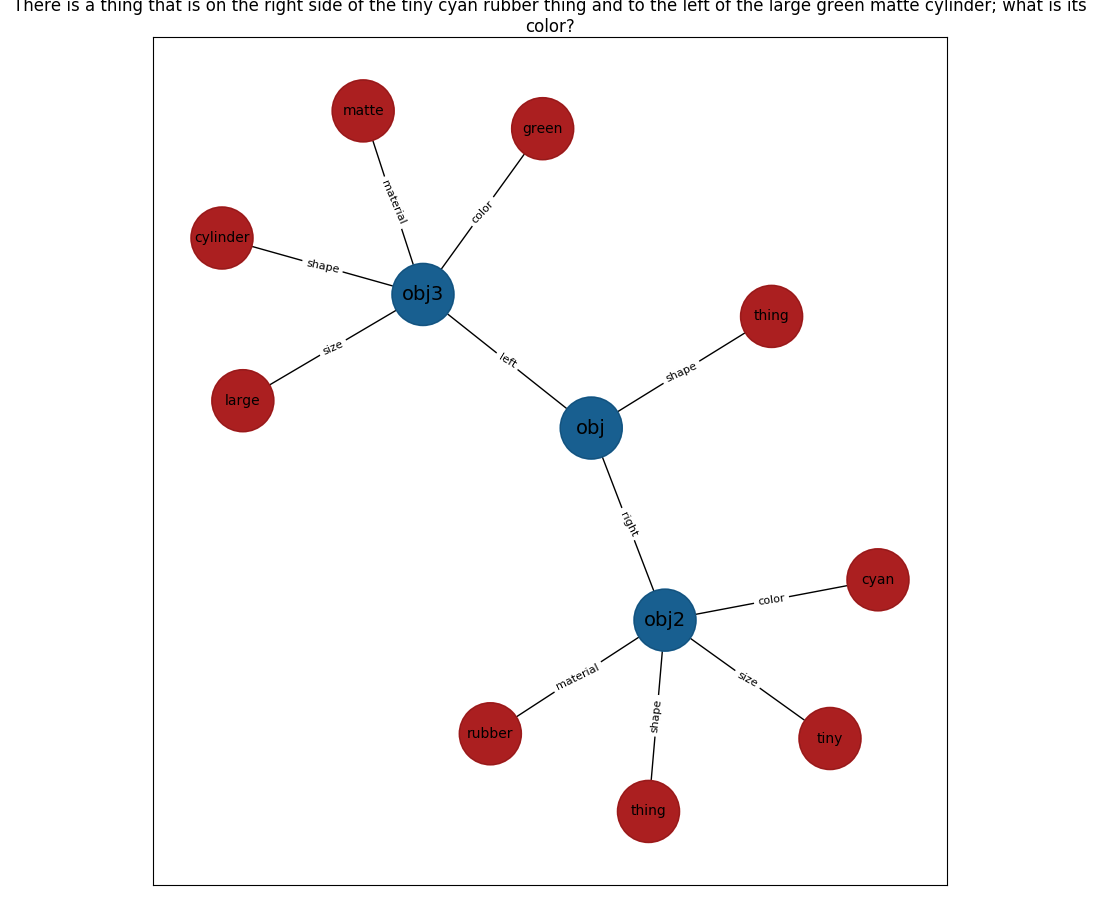 There is a thing that is on the right side of the tiny cyan rubber thing and to the left of the large green matte cylinder; what is its
color?
matte
green
material
color
cylinder
shape
obj3
thing
size
left
shape
large
obj
right
cyan
color
obj2
material
size
shape
rubber
tiny
thing